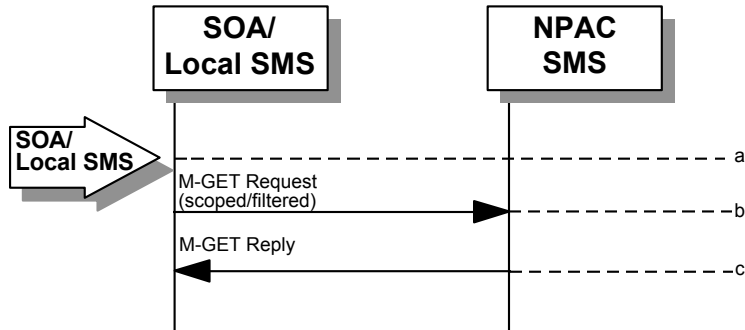 SOA/
Local SMS
NPAC
SMS
SOA/
Local SMS
a
M-GET Request
(scoped/filtered)
b
M-GET Reply
c